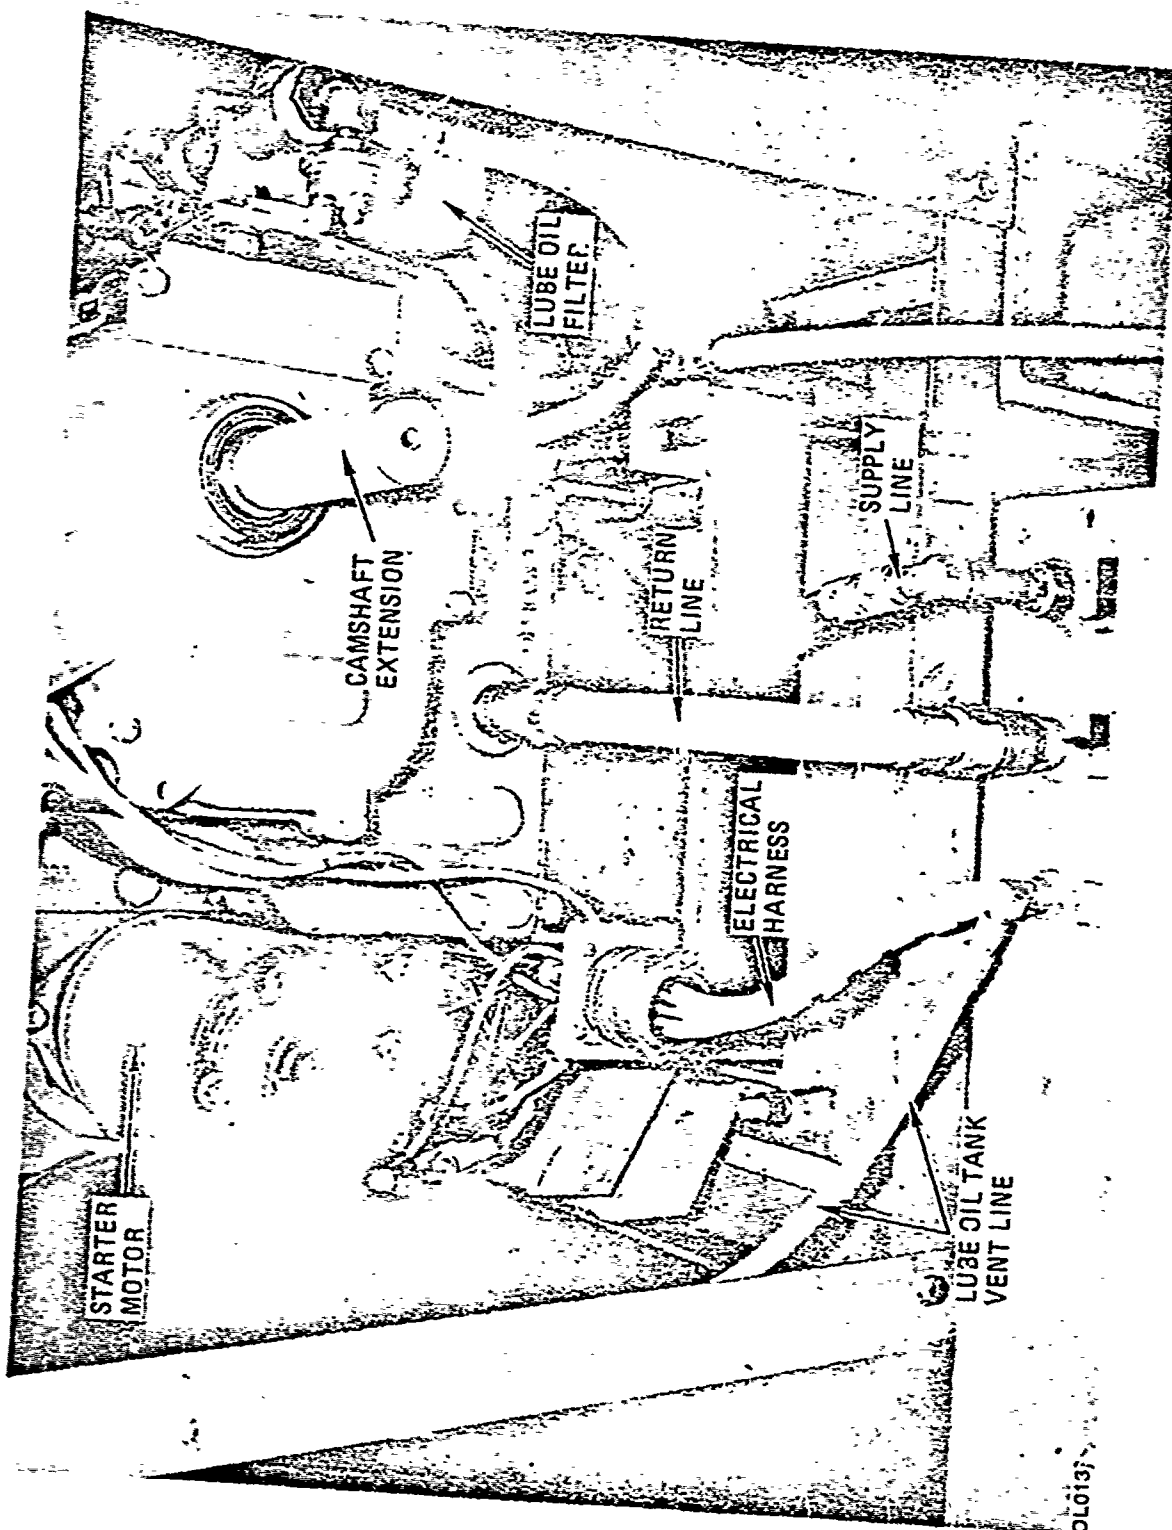 STARTER
MOTOR
CAMSHAFT
EXTENSION
LUBE OIL
FILTER
ELECTRICAL
HARNESS
RETURN
LINE
SUPPLY
LINE
LUBE OIL TANK
VENT LINE